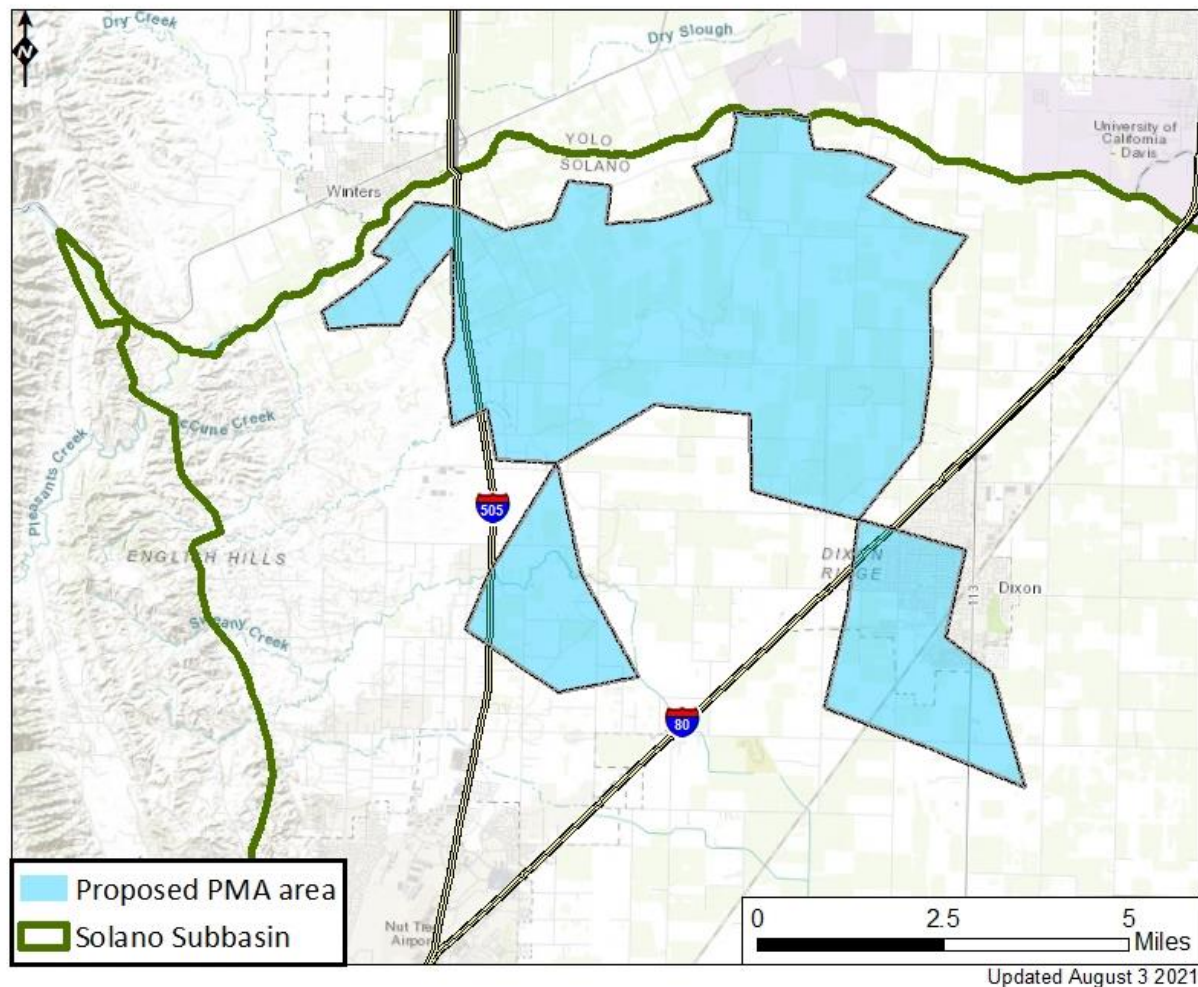 Dry Creek
N
Dry Slough
University of
California
- Davis
YOLO
SOLANO
Winters
McCune Creek
Pleasants Creek
505
ENGLISH HILLS
DIXON
RIDGE
113
Dixon
Sweany Creek
80
Nut Tree
Airport
Proposed PMA area
Solano Subbasin
0
2.5
5
Miles
Updated August 3 2021